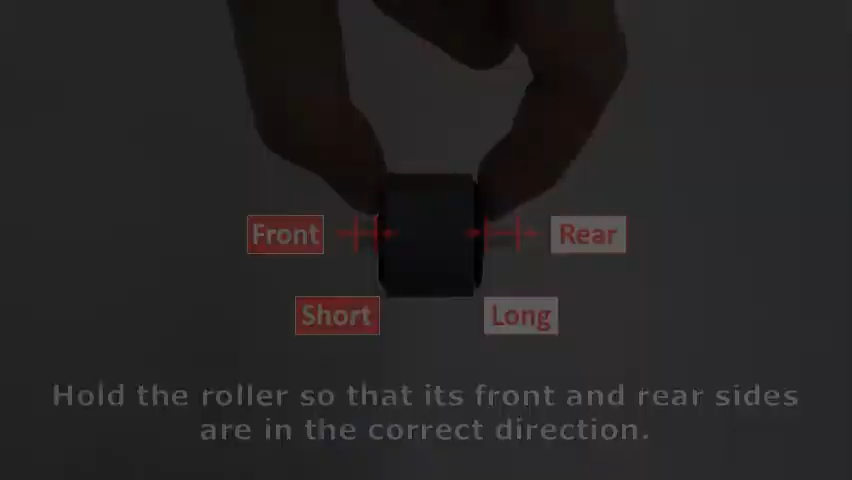 Front Rear
Short Long
Hold the roller so that its front and rear sides
are in the correct direction.